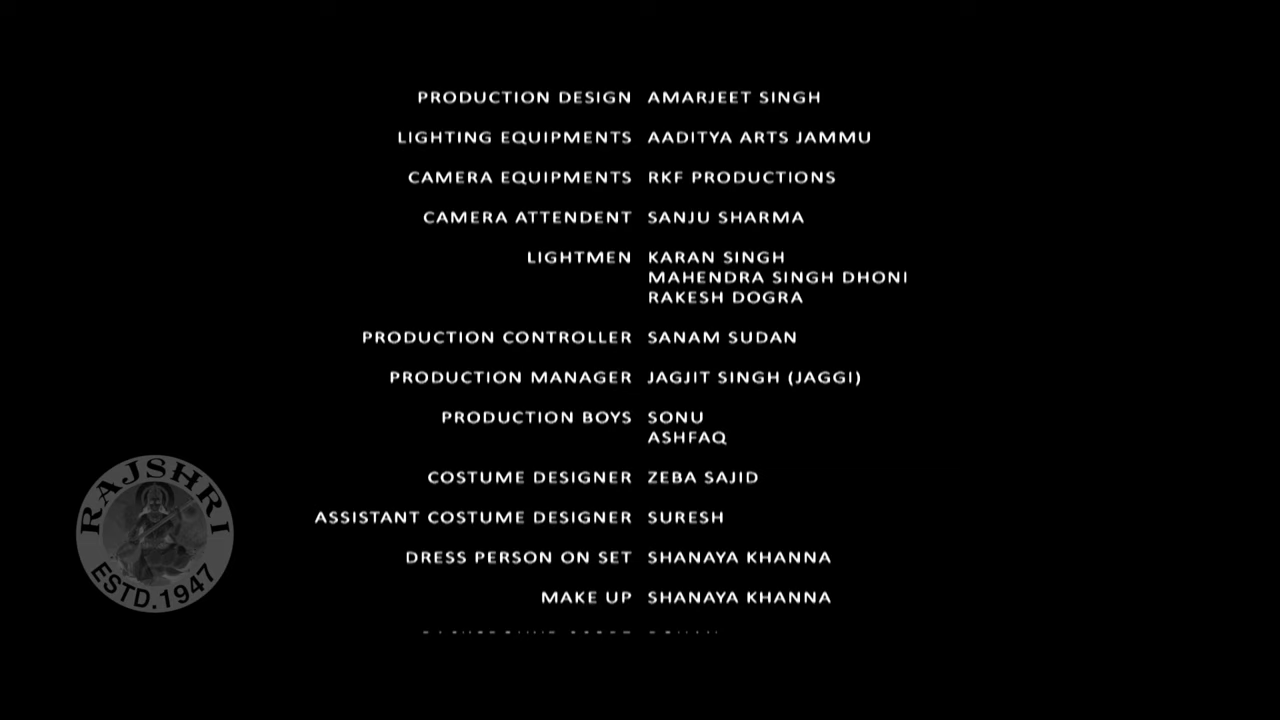 PRODUCTION DESIGN AMARJEET SINGH
LIGHTING EQUIPMENTS AADITYA ARTS JAMMU
CAMERA EQUIPMENTS RKF PRODUCTIONS
CAMERA ATTENDENT SANJU SHARMA
LIGHTMEN KARAN SINGH
MAHENDRA SINGH DHONI
RAKESH DOGRA
PRODUCTION CONTROLLER SANAM SUDAN
PRODUCTION MANAGER JAGJIT SINGH (JAGGI)
PRODUCTION BOYS SONU
ASHFAQ
COSTUME DESIGNER ZEBA SAJID
ASSISTANT COSTUME DESIGNER SURESH
DRESS PERSON ON SET SHANAYA KHANNA
MAKE UP SHANAYA KHANNA
RAJSHRI
ESTD.1947